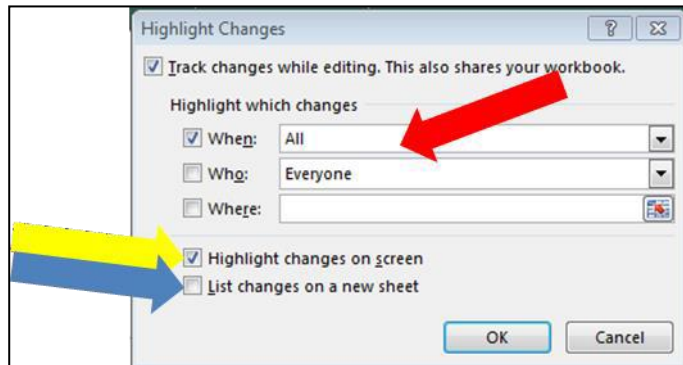 Highlight Changes
Track changes while editing. This also shares your workbook.
Highlight which changes
When: All
Who: Everyone
Where:
Highlight changes on screen
List changes on a new sheet
OK Cancel